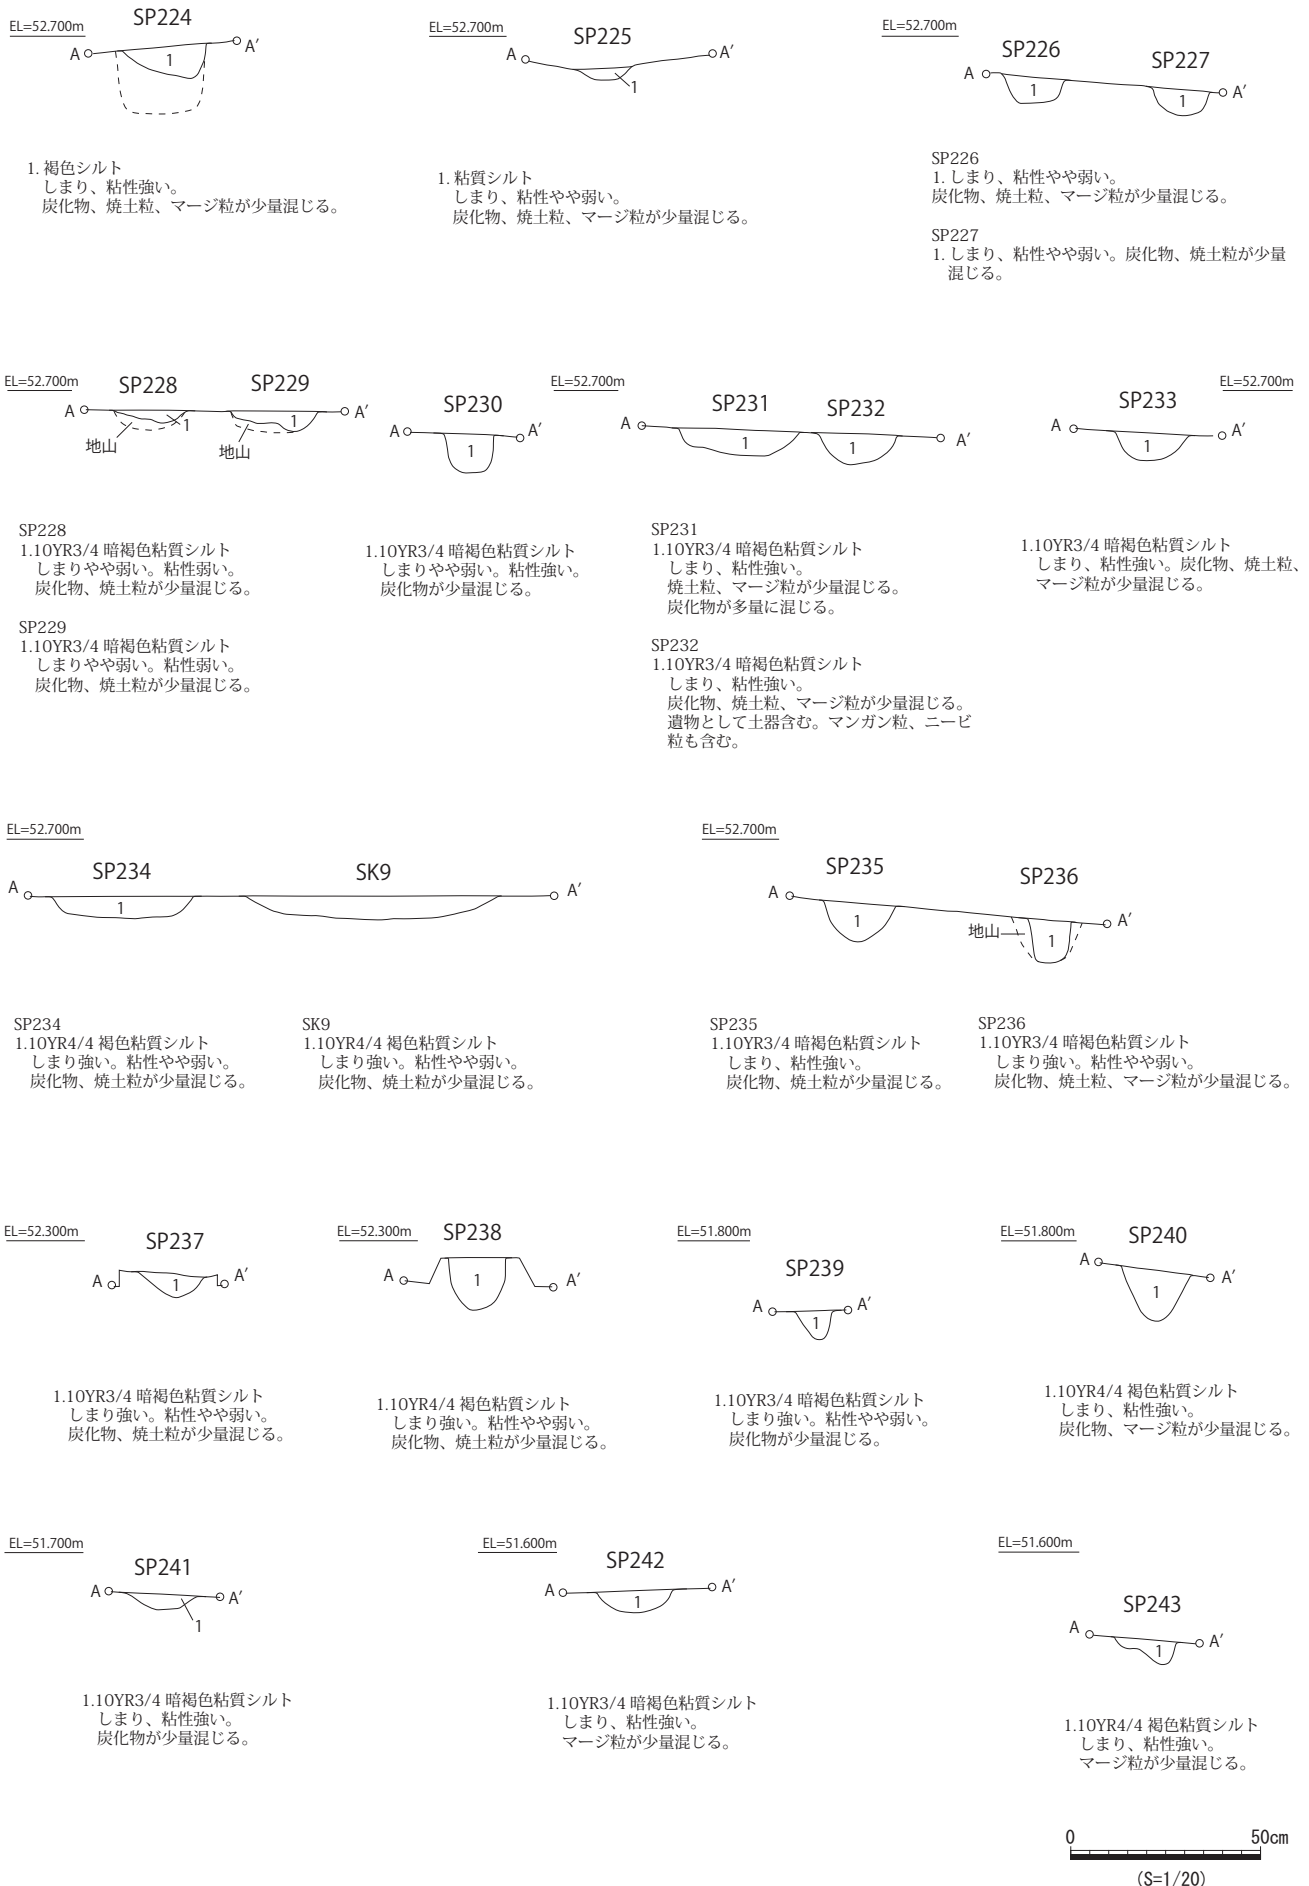 EL=52.700m
SP224
A
A′
1
1. 褐色シルト
しまり、粘性強い。
炭化物、焼土粒、マージ粒が少量混じる。
EL=52.700m
SP225
A
A′
1
1. 粘質シルト
しまり、粘性やや弱い。
炭化物、焼土粒、マージ粒が少量混じる。
EL=52.700m
SP226
SP227
A
A′
1
1
SP226
1. しまり、粘性やや弱い。
炭化物、焼土粒、マージ粒が少量混じる。
SP227
1. しまり、粘性やや弱い。炭化物、焼土粒が少量
混じる。
EL=52.700m
SP228
SP229
A
A′
1
1
地山
地山
SP228
1.10YR3/4 暗褐色粘質シルト
しまりやや弱い。粘性弱い。
炭化物、焼土粒が少量混じる。
SP229
1.10YR3/4 暗褐色粘質シルト
しまりやや弱い。粘性弱い。
炭化物、焼土粒が少量混じる。
SP230
A
A′
1
1.10YR3/4 暗褐色粘質シルト
しまりやや弱い。粘性強い。
炭化物が少量混じる。
EL=52.700m
SP231
SP232
A
A′
1
1
SP231
1.10YR3/4 暗褐色粘質シルト
しまり、粘性強い。
焼土粒、マージ粒が少量混じる。
炭化物が多量に混じる。
SP232
1.10YR3/4 暗褐色粘質シルト
しまり、粘性強い。
炭化物、焼土粒、マージ粒が少量混じる。
遺物として土器含む。マンガン粒、ニービ
粒も含む。
EL=52.700m
SP233
A
A′
1
1.10YR3/4 暗褐色粘質シルト
しまり、粘性強い。炭化物、焼土粒、
マージ粒が少量混じる。
EL=52.700m
SP234
SK9
A
A′
1
SP234
1.10YR4/4 褐色粘質シルト
しまり強い。粘性やや弱い。
炭化物、焼土粒が少量混じる。
SK9
1.10YR4/4 褐色粘質シルト
しまり強い。粘性やや弱い。
炭化物、焼土粒が少量混じる。
EL=52.700m
SP235
SP236
A
A′
1
地山
1
SP235
1.10YR3/4 暗褐色粘質シルト
しまり、粘性強い。
炭化物、焼土粒が少量混じる。
SP236
1.10YR3/4 暗褐色粘質シルト
しまり強い。粘性やや弱い。
炭化物、焼土粒、マージ粒が少量混じる。
EL=52.300m
SP237
A
A′
1
1.10YR3/4 暗褐色粘質シルト
しまり強い。粘性やや弱い。
炭化物、焼土粒が少量混じる。
EL=52.300m
SP238
A
A′
1
1.10YR4/4 褐色粘質シルト
しまり強い。粘性やや弱い。
炭化物、焼土粒が少量混じる。
EL=51.800m
SP239
A
A′
1
1.10YR3/4 暗褐色粘質シルト
しまり強い。粘性やや弱い。
炭化物が少量混じる。
EL=51.800m
SP240
A
A′
1
1.10YR4/4 褐色粘質シルト
しまり、粘性強い。
炭化物、マージ粒が少量混じる。
EL=51.700m
SP241
A
A′
1
1.10YR3/4 暗褐色粘質シルト
しまり、粘性強い。
炭化物が少量混じる。
EL=51.600m
SP242
A
A′
1
1.10YR3/4 暗褐色粘質シルト
しまり、粘性強い。
マージ粒が少量混じる。
EL=51.600m
SP243
A
A′
1
1.10YR4/4 褐色粘質シルト
しまり、粘性強い。
マージ粒が少量混じる。
0
50cm
(S=1/20)